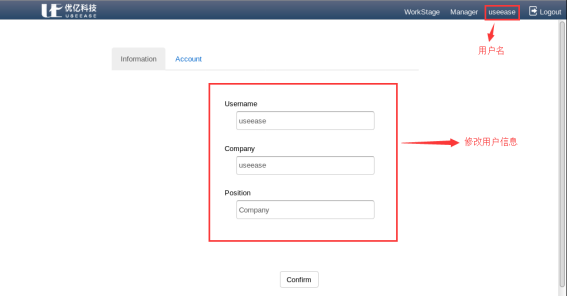 优亿科技
USEEASE
WorkStage Manager useease Logout
用户名
Information Account
Username
useease
Company
useease
修改用户信息
Position
Company
Confirm